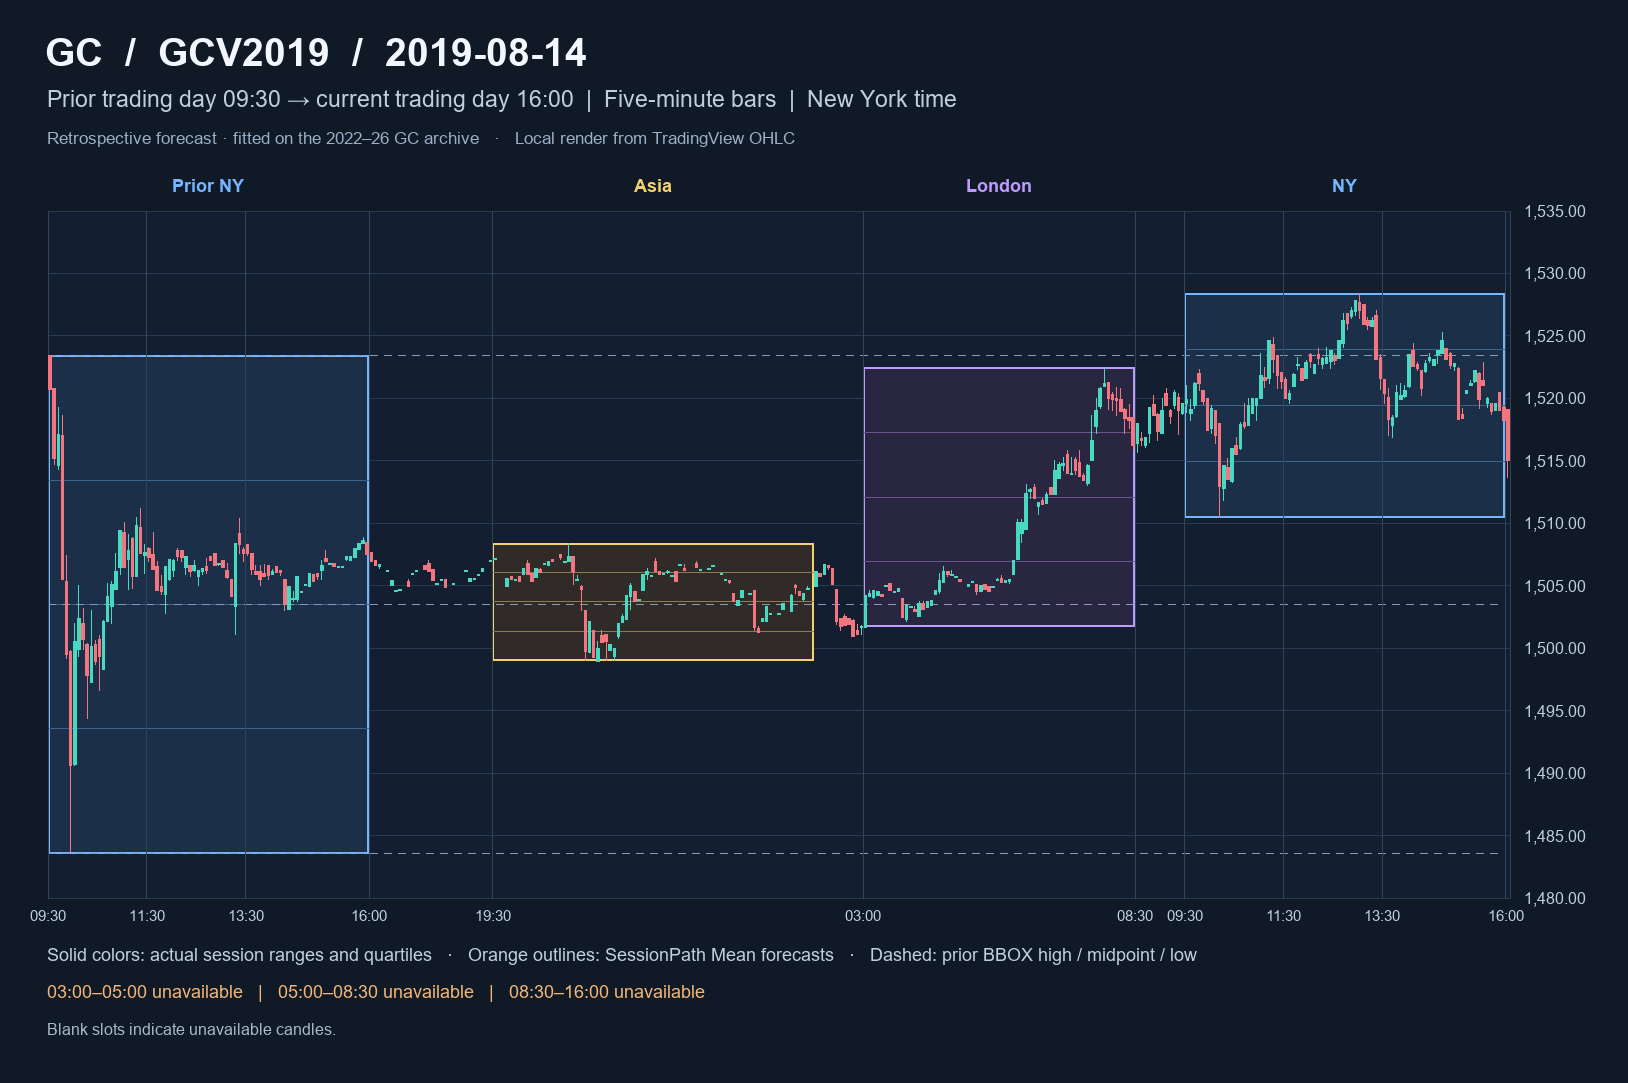 GC / GCV2019 / 2019-08-14
Prior trading day 09:30 → current trading day 16:00 | Five-minute bars | New York time
Retrospective forecast · fitted on the 2022–26 GC archive · Local render from TradingView OHLC
Prior NY Asia London NY
1,535.00
1,530.00
1,525.00
1,520.00
1,515.00
1,510.00
1,505.00
1,500.00
1,495.00
1,490.00
1,485.00
1,480.00
09:30 11:30 13:30 16:00 19:30 03:00 08:30 09:30 11:30 13:30 16:00
Solid colors: actual session ranges and quartiles · Orange outlines: SessionPath Mean forecasts · Dashed: prior BBOX high / midpoint / low
03:00–05:00 unavailable | 05:00–08:30 unavailable | 08:30–16:00 unavailable
Blank slots indicate unavailable candles.